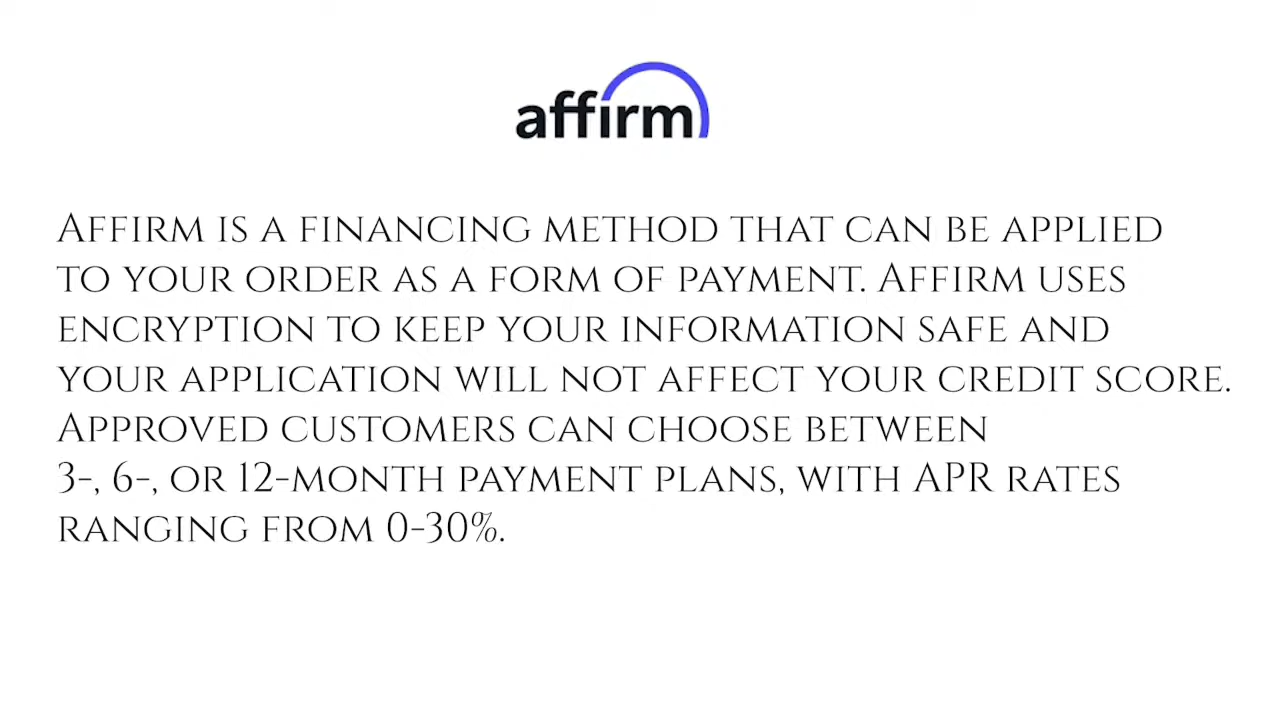 affirm
Affirm is a financing method that can be applied
to your order as a form of payment. Affirm uses
encryption to keep your information safe and
your application will not affect your credit score.
Approved customers can choose between
3-, 6-, or 12-month payment plans, with APR rates
ranging from 0-30%.